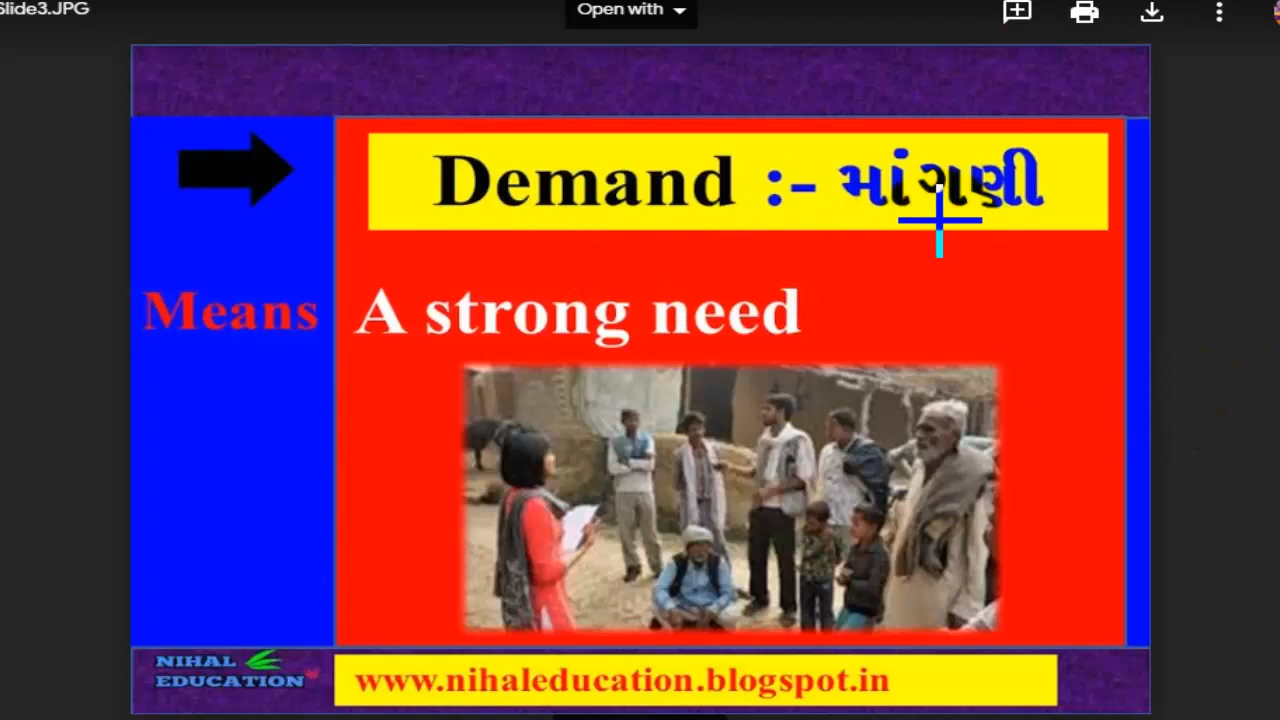 Slide3.JPG
Open with
Demand :- માંગણી
Means
A strong need
NIHAL
EDUCATION
www.nihaleducation.blogspot.in